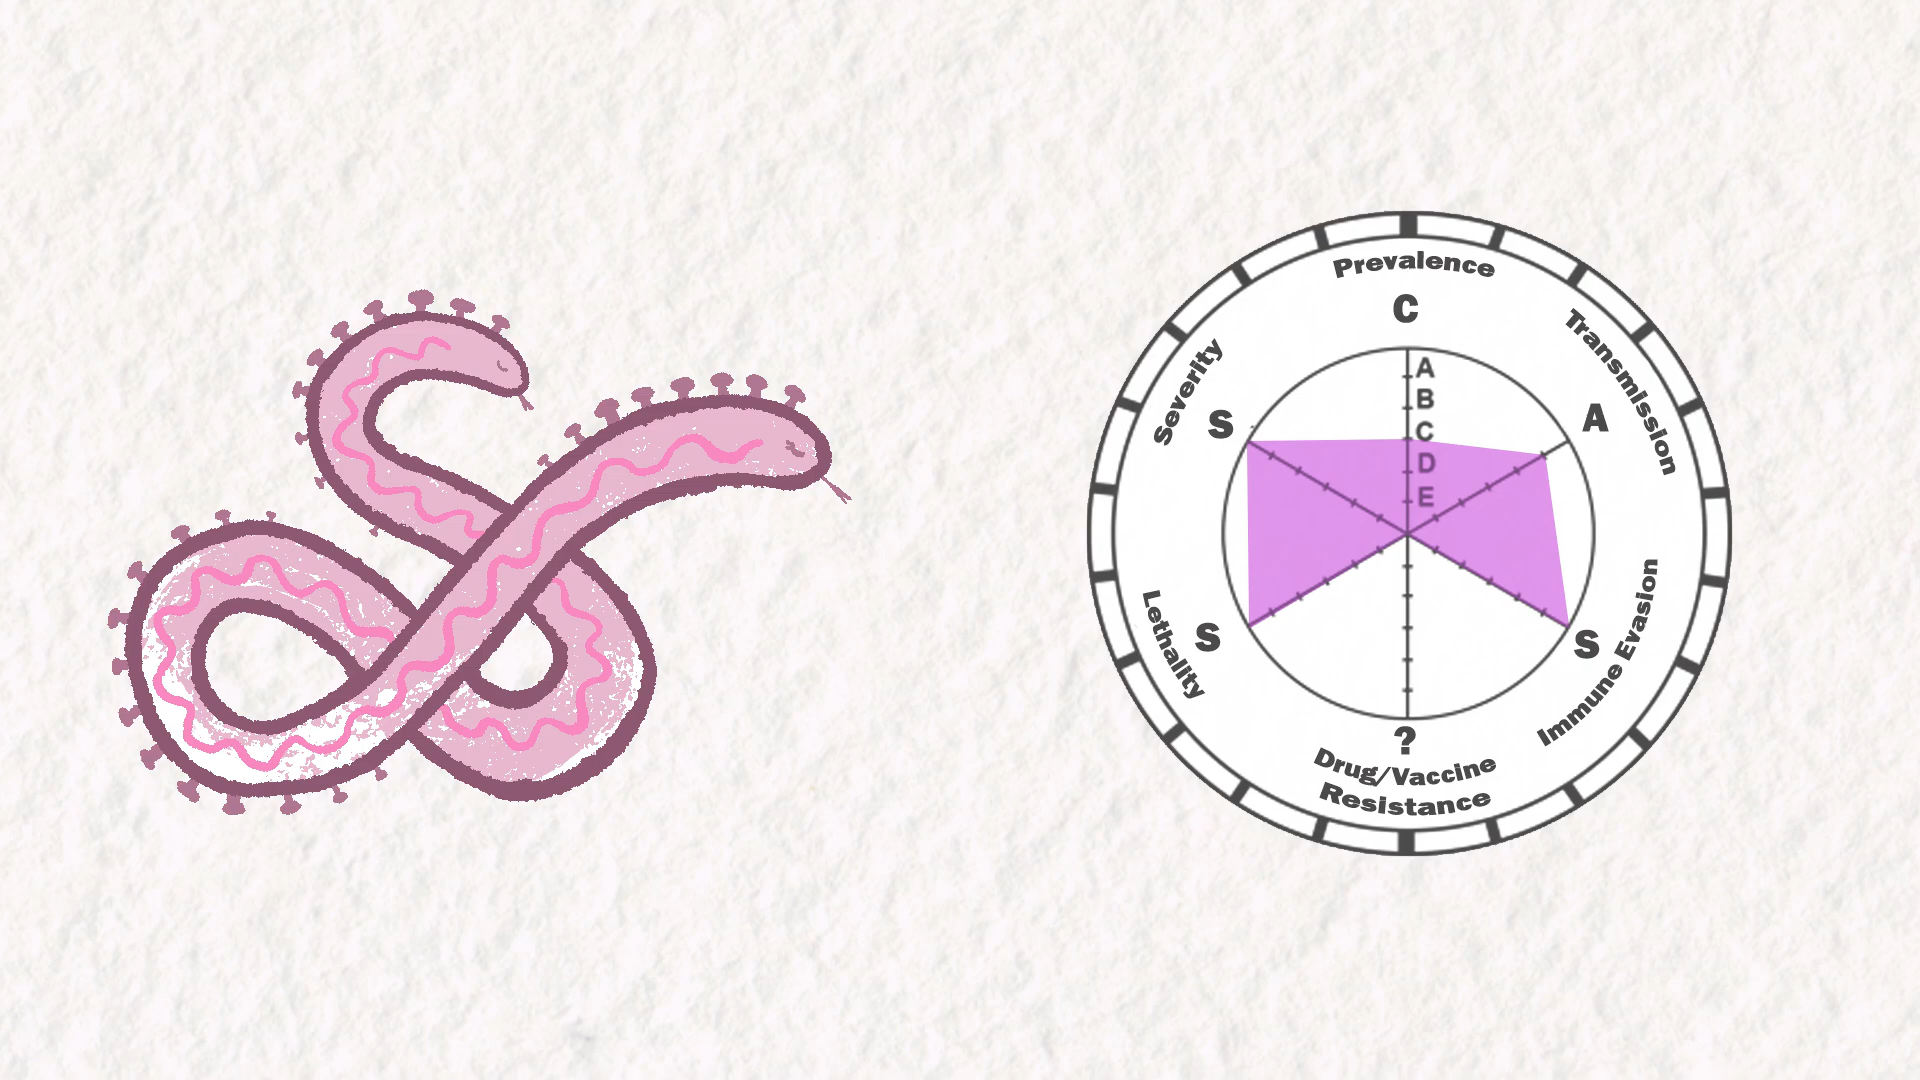 Prevalence
C
Transmission
A
Severity
S
A
B
C
D
E
Immune Evasion
S
Lethality
S
?
Drug/Vaccine
Resistance